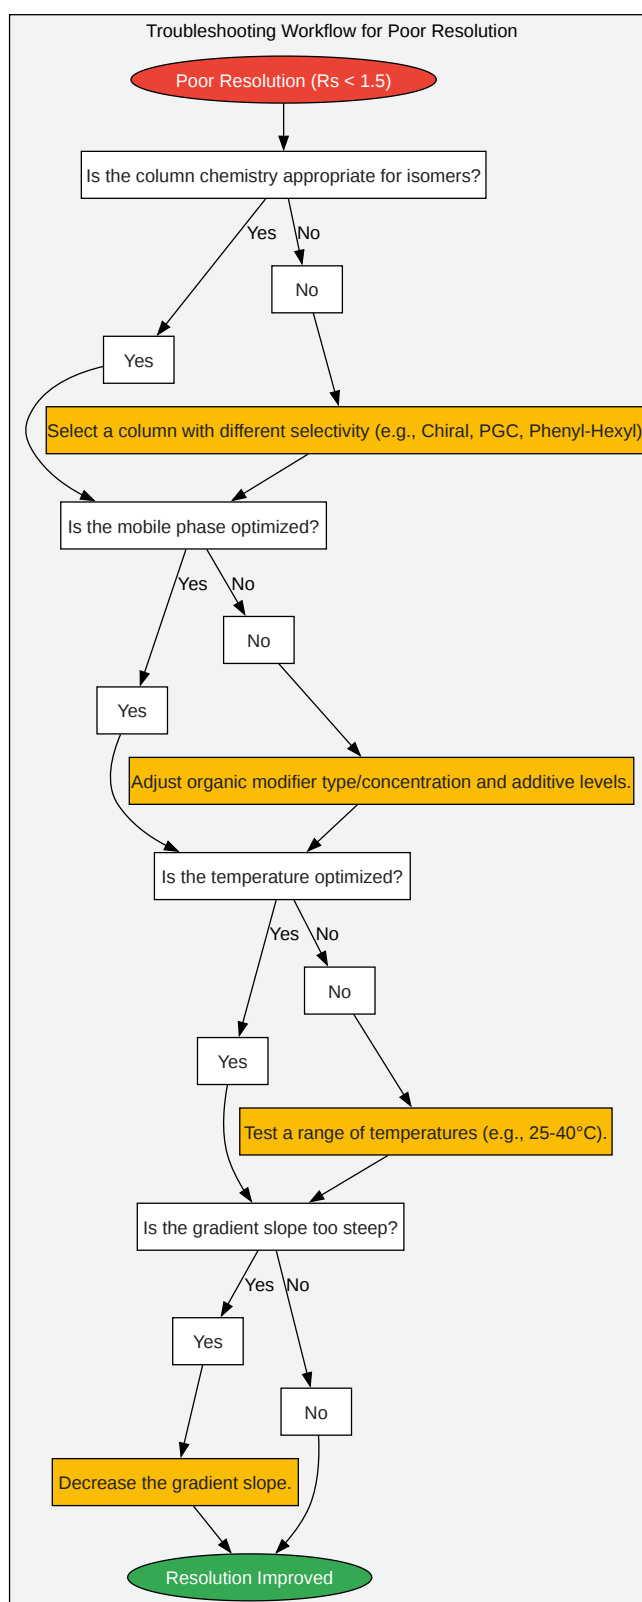 Troubleshooting Workflow for Poor Resolution
Poor Resolution (Rs < 1.5)
Is the column chemistry appropriate for isomers?
Yes
No
No
Yes
Select a column with different selectivity (e.g., Chiral, PGC, Phenyl-Hexyl)
Is the mobile phase optimized?
Yes
No
No
Yes
Adjust organic modifier type/concentration and additive levels.
Is the temperature optimized?
Yes
No
No
Yes
Test a range of temperatures (e.g., 25-40°C).
Is the gradient slope too steep?
Yes
No
Yes
No
Decrease the gradient slope.
Resolution Improved